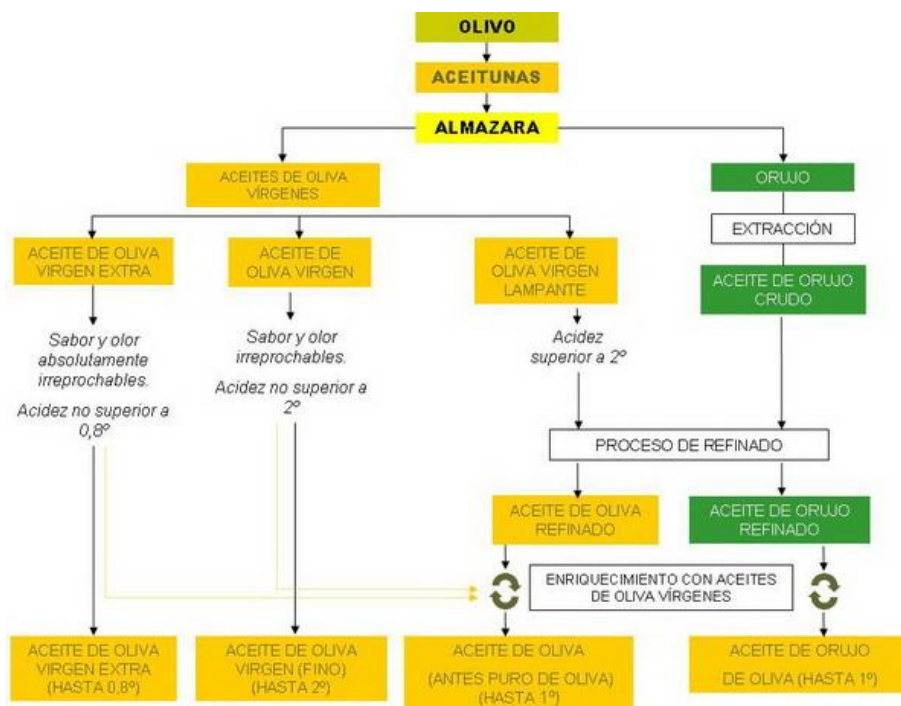 OLIVO
ACEITUNAS
ALMAZARA
ACEITES DE OLIVA
VÍRGENES
ORUJO
EXTRACCIÓN
ACEITE DE OLIVA
VIRGEN EXTRA
ACEITE DE
OLIVA VIRGEN
ACEITE DE
OLIVA VIRGEN
LAMPANTE
ACEITE DE ORUJO
CRUDO
Sabor y olor
absolutamente
irreprochables.
Acidez no superior a
0,8º
Sabor y olor
irreprochables.
Acidez no superior a
2º
Acidez
superior a 2º
PROCESO DE REFINADO
ACEITE DE OLIVA
REFINADO
ACEITE DE ORUJO
REFINADO
ENRIQUECIMIENTO CON ACEITES
DE OLIVA VÍRGENES
ACEITE DE OLIVA
VIRGEN EXTRA
(HASTA 0,8º)
ACEITE DE OLIVA
VIRGEN (FINO)
(HASTA 2º)
ACEITE DE OLIVA
(ANTES PURO DE OLIVA)
(HASTA 1º)
ACEITE DE ORUJO
DE OLIVA (HASTA 1º)